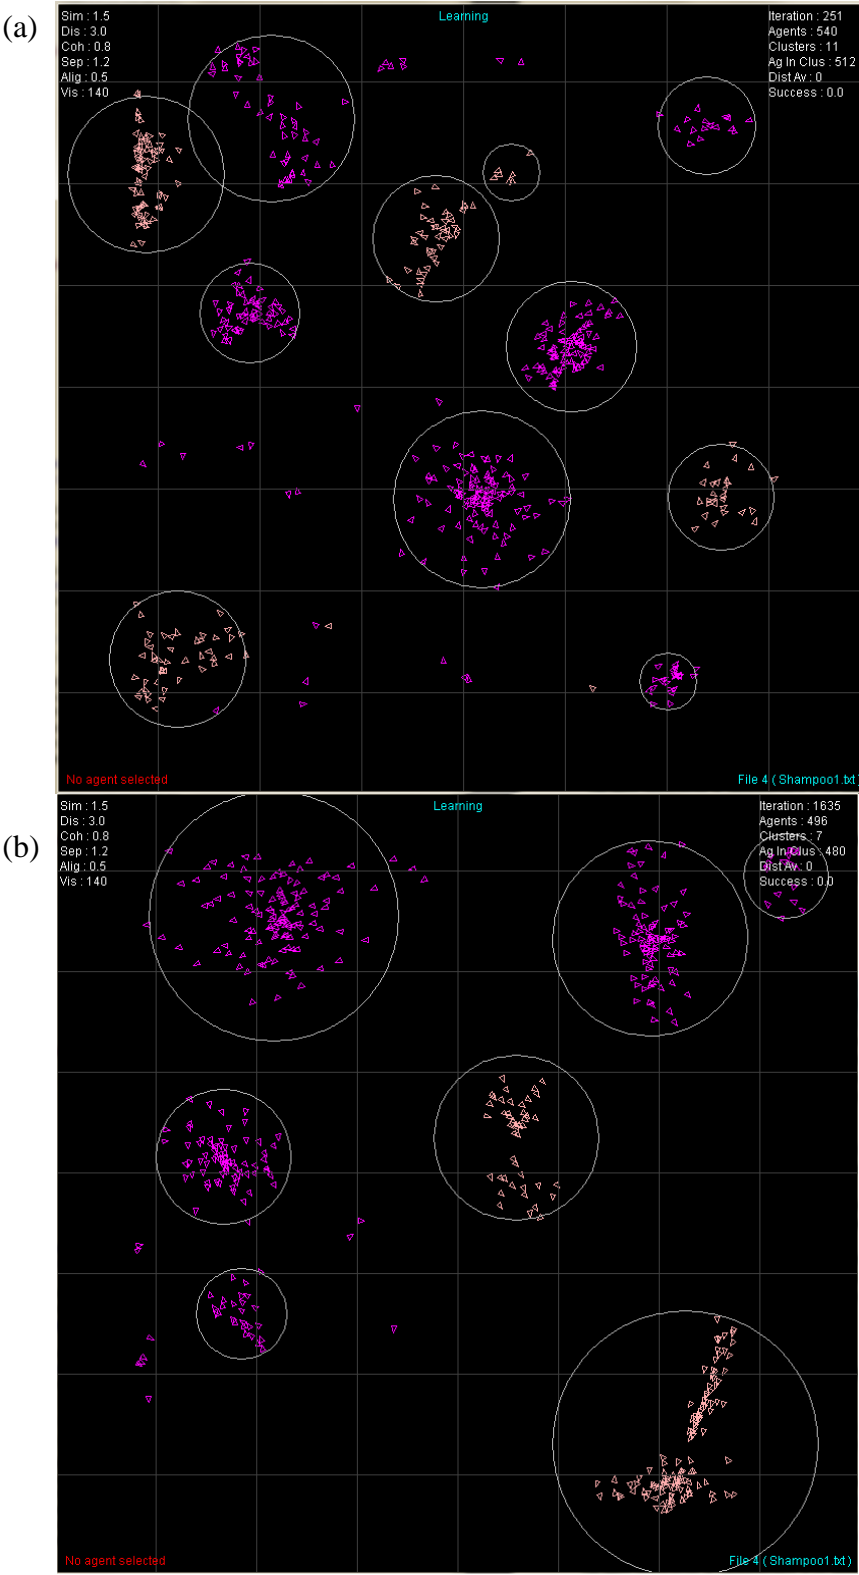 (a)
Sim : 1.5
Dis : 3.0
Coh : 0.8
Sep : 1.2
Alig : 0.5
Vis : 140
Learning
Iteration : 251
Agents : 540
Clusters : 11
Ag In Clus : 512
Dist Av : 0
Success : 0.0
No agent selected
File 4 ( Shampoo1.txt)
(b)
Sim : 1.5
Dis : 3.0
Coh : 0.8
Sep : 1.2
Alig : 0.5
Vis : 140
Learning
Iteration : 1635
Agents : 496
Clusters : 7
Ag In Clus : 480
Dist Av : 0
Success : 0.0
No agent selected
File 4 ( Shampoo1.txt )